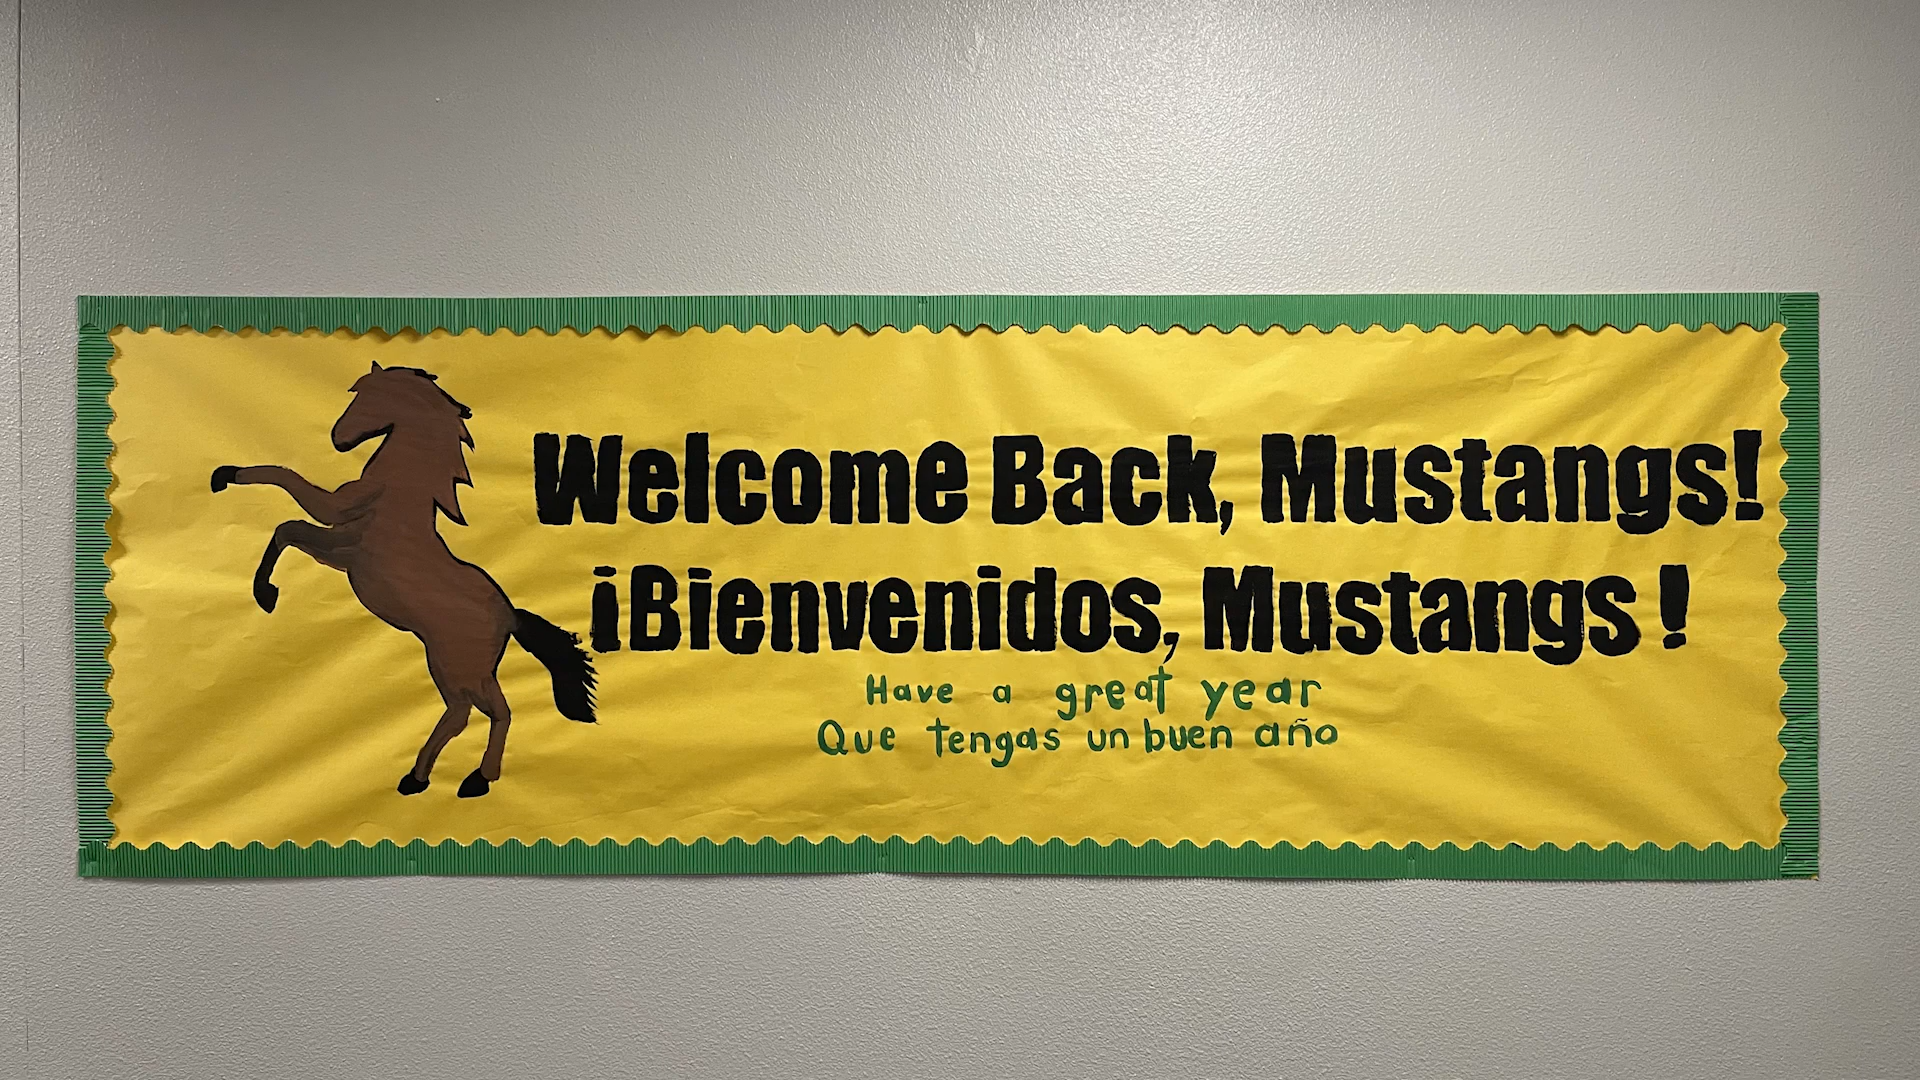 Welcome Back, Mustangs!
¡Bienvenidos, Mustangs!
Have a great year
Que tengas un buen año